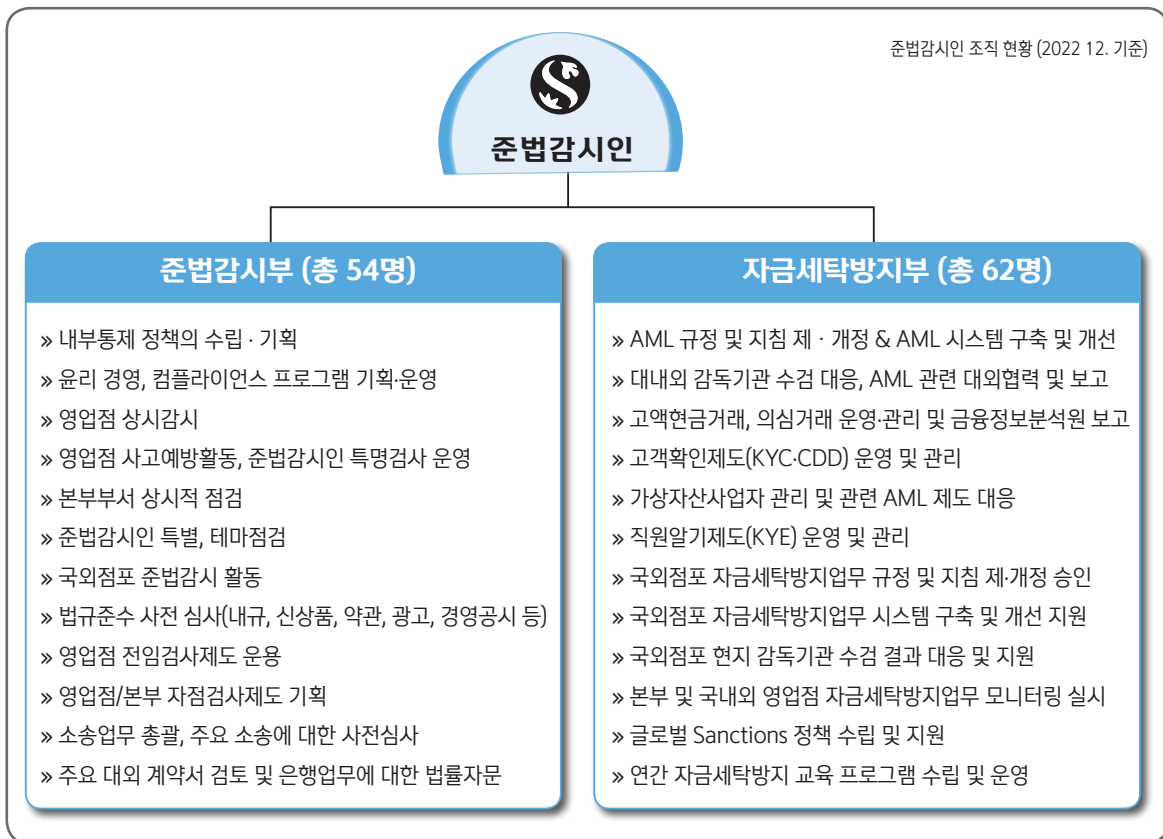 준법감시인 조직 현황 (2022 12. 기준)
준법감시인
준법감시부 (총 54명)
» 내부통제 정책의 수립 · 기획
» 윤리 경영, 컴플라이언스 프로그램 기획·운영
» 영업점 상시감시
» 영업점 사고예방활동, 준법감시인 특명검사 운영
» 본부부서 상시적 점검
» 준법감시인 특별, 테마점검
» 국외점포 준법감시 활동
» 법규준수 사전 심사(내규, 신상품, 약관, 광고, 경영공시 등)
» 영업점 전임검사제도 운용
» 영업점/본부 자점검사제도 기획
» 소송업무 총괄, 주요 소송에 대한 사전심사
» 주요 대외 계약서 검토 및 은행업무에 대한 법률자문
자금세탁방지부 (총 62명)
» AML 규정 및 지침 제 · 개정 & AML 시스템 구축 및 개선
» 대내외 감독기관 수검 대응, AML 관련 대외협력 및 보고
» 고액현금거래, 의심거래 운영·관리 및 금융정보분석원 보고
» 고객확인제도(KYC·CDD) 운영 및 관리
» 가상자산사업자 관리 및 관련 AML 제도 대응
» 직원알기제도(KYE) 운영 및 관리
» 국외점포 자금세탁방지업무 규정 및 지침 제·개정 승인
» 국외점포 자금세탁방지업무 시스템 구축 및 개선 지원
» 국외점포 현지 감독기관 수검 결과 대응 및 지원
» 본부 및 국내외 영업점 자금세탁방지업무 모니터링 실시
» 글로벌 Sanctions 정책 수립 및 지원
» 연간 자금세탁방지 교육 프로그램 수립 및 운영